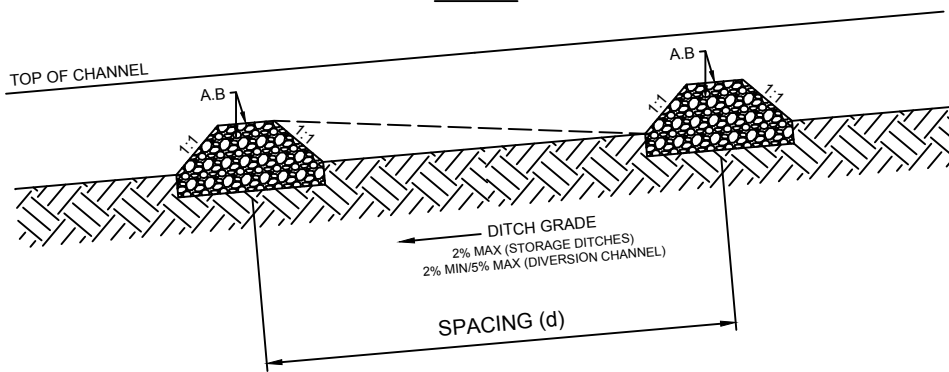 TOP OF CHANNEL
A.B
A.B
1:1
1:1
1:1
1:1
DITCH GRADE
2% MAX (STORAGE DITCHES)
2% MIN/5% MAX (DIVERSION CHANNEL)
SPACING (d)